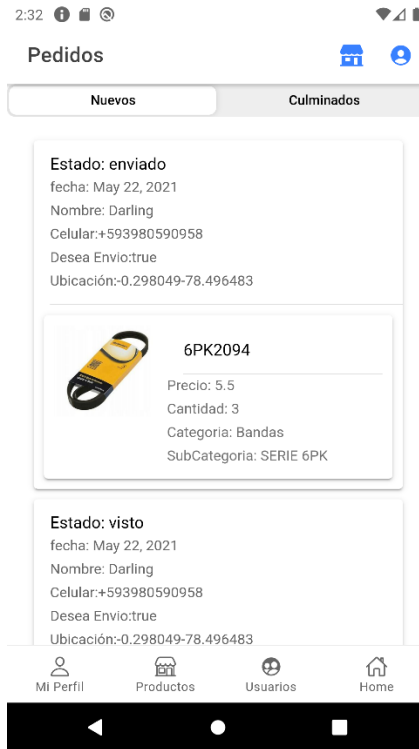 2:32
Pedidos
Nuevos
Culminados
Estado: enviado
fecha: May 22, 2021
Nombre: Darling
Celular:+593980590958
Desea Envio:true
Ubicación:-0.298049-78.496483
6PK2094
Precio: 5.5
Cantidad: 3
Categoria: Bandas
SubCategoria: SERIE 6PK
Estado: visto
fecha: May 22, 2021
Nombre: Darling
Celular:+593980590958
Desea Envio:true
Ubicación:-0.298049-78.496483
Mi Perfil
Productos
Usuarios
Home